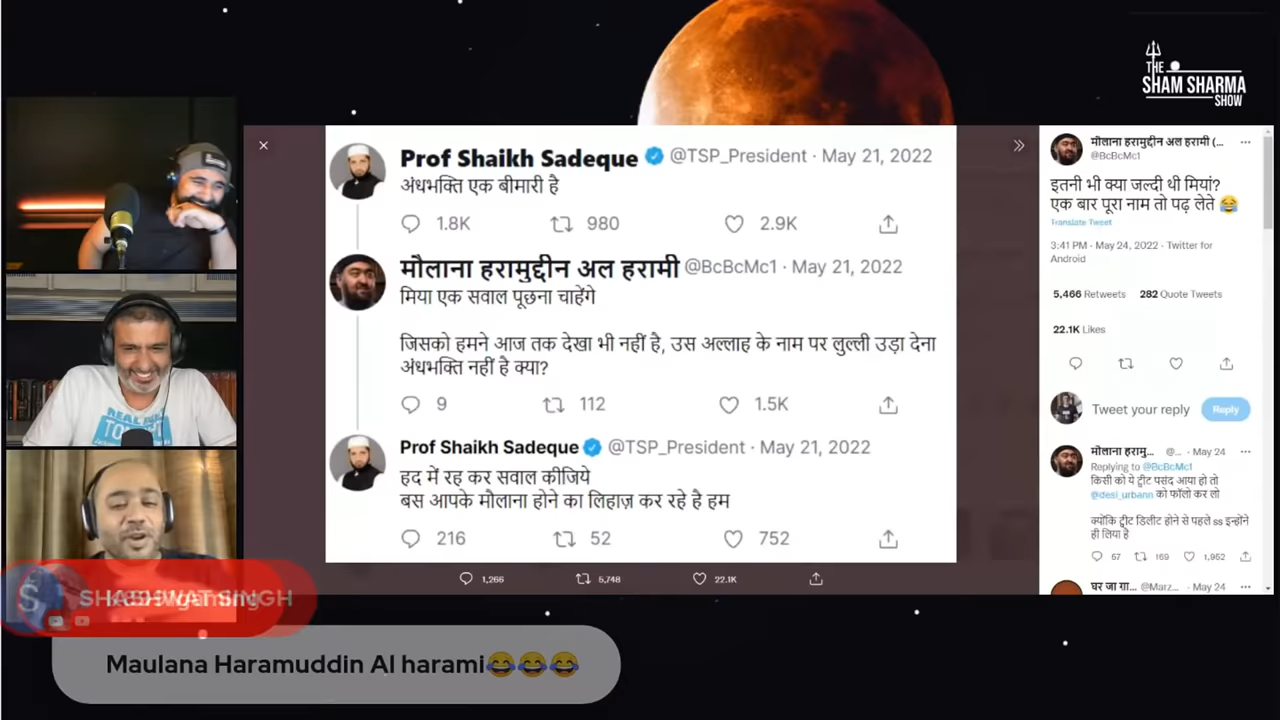 THE
SHAM SHARMA
SHOW
Prof Shaikh Sadeque @TSP_President · May 21, 2022
अंधभक्ति एक बीमारी है
1.8K 980 2.9K
मौलाना हरामुद्दीन अल हरामी @BcBcMc1 · May 21, 2022
मिया एक सवाल पूछना चाहेंगे
जिसको हमने आज तक देखा भी नहीं है, उस अल्लाह के नाम पर लुल्ली उड़ा देना
अंधभक्ति नहीं है क्या?
9 112 1.5K
Prof Shaikh Sadeque @TSP_President · May 21, 2022
हद में रह कर सवाल कीजिये
बस आपके मौलाना होने का लिहाज़ कर रहे है हम
216 52 752
1,266 5,748 22.1K
मौलाना हरामुद्दीन अल हरामी (...
@BcBcMc1
इतनी भी क्या जल्दी थी मियां?
एक बार पूरा नाम तो पढ़ लेते 😂
Translate Tweet
3:41 PM · May 24, 2022 · Twitter for
Android
5,466 Retweets 282 Quote Tweets
22.1K Likes
Tweet your reply Reply
मौलाना हरामु... @... · May 24
Replying to @BcBcMc1
किसी को ये ट्वीट पसंद आया हो तो
@desi_urbann को फॉलो कर लो
क्योंकि ट्वीट डिलीट होने से पहले ss इन्होंने
ही लिया है
57 169 1,952
घर जा गा... @Marz... · May 24
REAL
SHASHWAT SINGH
Maulana Haramuddin Al harami😂😂😂